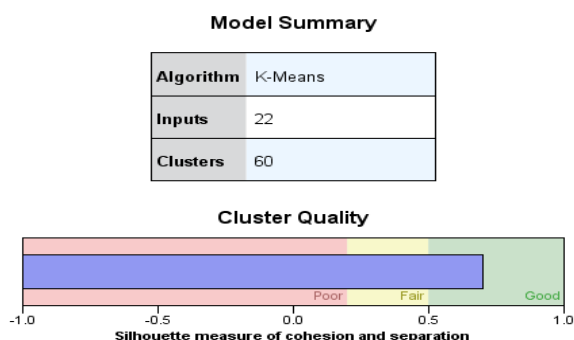 Model Summary
Algorithm K-Means
Inputs 22
Clusters 60
Cluster Quality
Poor Fair Good
-1.0 -0.5 0.0 0.5 1.0
Silhouette measure of cohesion and separation